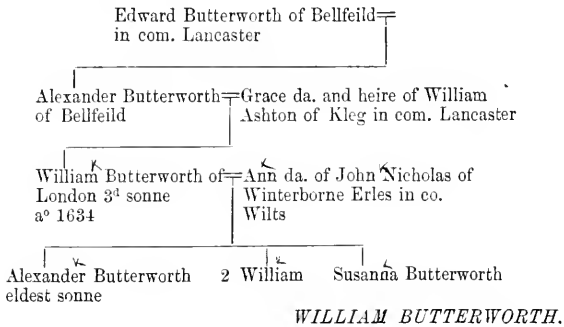 Edward Butterworth of Bellfeild
in com. Lancaster
Alexander Butterworth
of Bellfeild
Grace da. and heire of William
Ashton of Kleg in com. Lancaster
William Butterworth of
London 3ᵈ sonne
aº 1634
Ann da. of John Nicholas of
Winterborne Erles in co.
Wilts
Alexander Butterworth
eldest sonne
2 William
Susanna Butterworth
WILLIAM BUTTERWORTH.